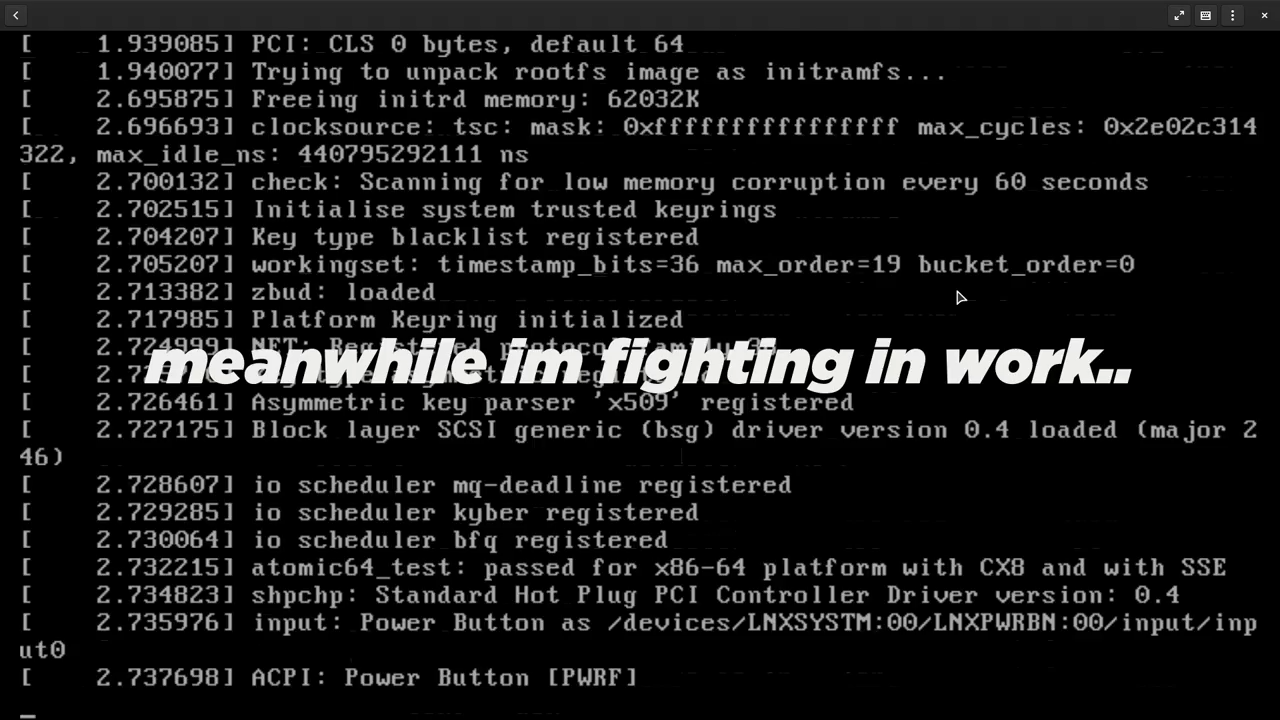 [    1.939085] PCI: CLS 0 bytes, default 64
[    1.940077] Trying to unpack rootfs image as initramfs...
[    2.695875] Freeing initrd memory: 62032K
[    2.696693] clocksource: tsc: mask: 0xffffffffffffffff max_cycles: 0x2e02c314
322, max_idle_ns: 440795292111 ns
[    2.700132] check: Scanning for low memory corruption every 60 seconds
[    2.702515] Initialise system trusted keyrings
[    2.704207] Key type blacklist registered
[    2.705207] workingset: timestamp_bits=36 max_order=19 bucket_order=0
[    2.713382] zbud: loaded
[    2.717985] Platform Keyring initialized
[    2.724999] NET: Registered protocol family
meanwhile im fighting in work..
[    2.726461] Asymmetric key parser 'x509' registered
[    2.727175] Block layer SCSI generic (bsg) driver version 0.4 loaded (major 2
46)
[    2.728607] io scheduler mq-deadline registered
[    2.729285] io scheduler kyber registered
[    2.730064] io scheduler bfq registered
[    2.732215] atomic64_test: passed for x86-64 platform with CX8 and with SSE
[    2.734823] shpchp: Standard Hot Plug PCI Controller Driver version: 0.4
[    2.735976] input: Power Button as /devices/LNXSYSTM:00/LNXPWRBN:00/input/inp
ut0
[    2.737698] ACPI: Power Button [PWRF]